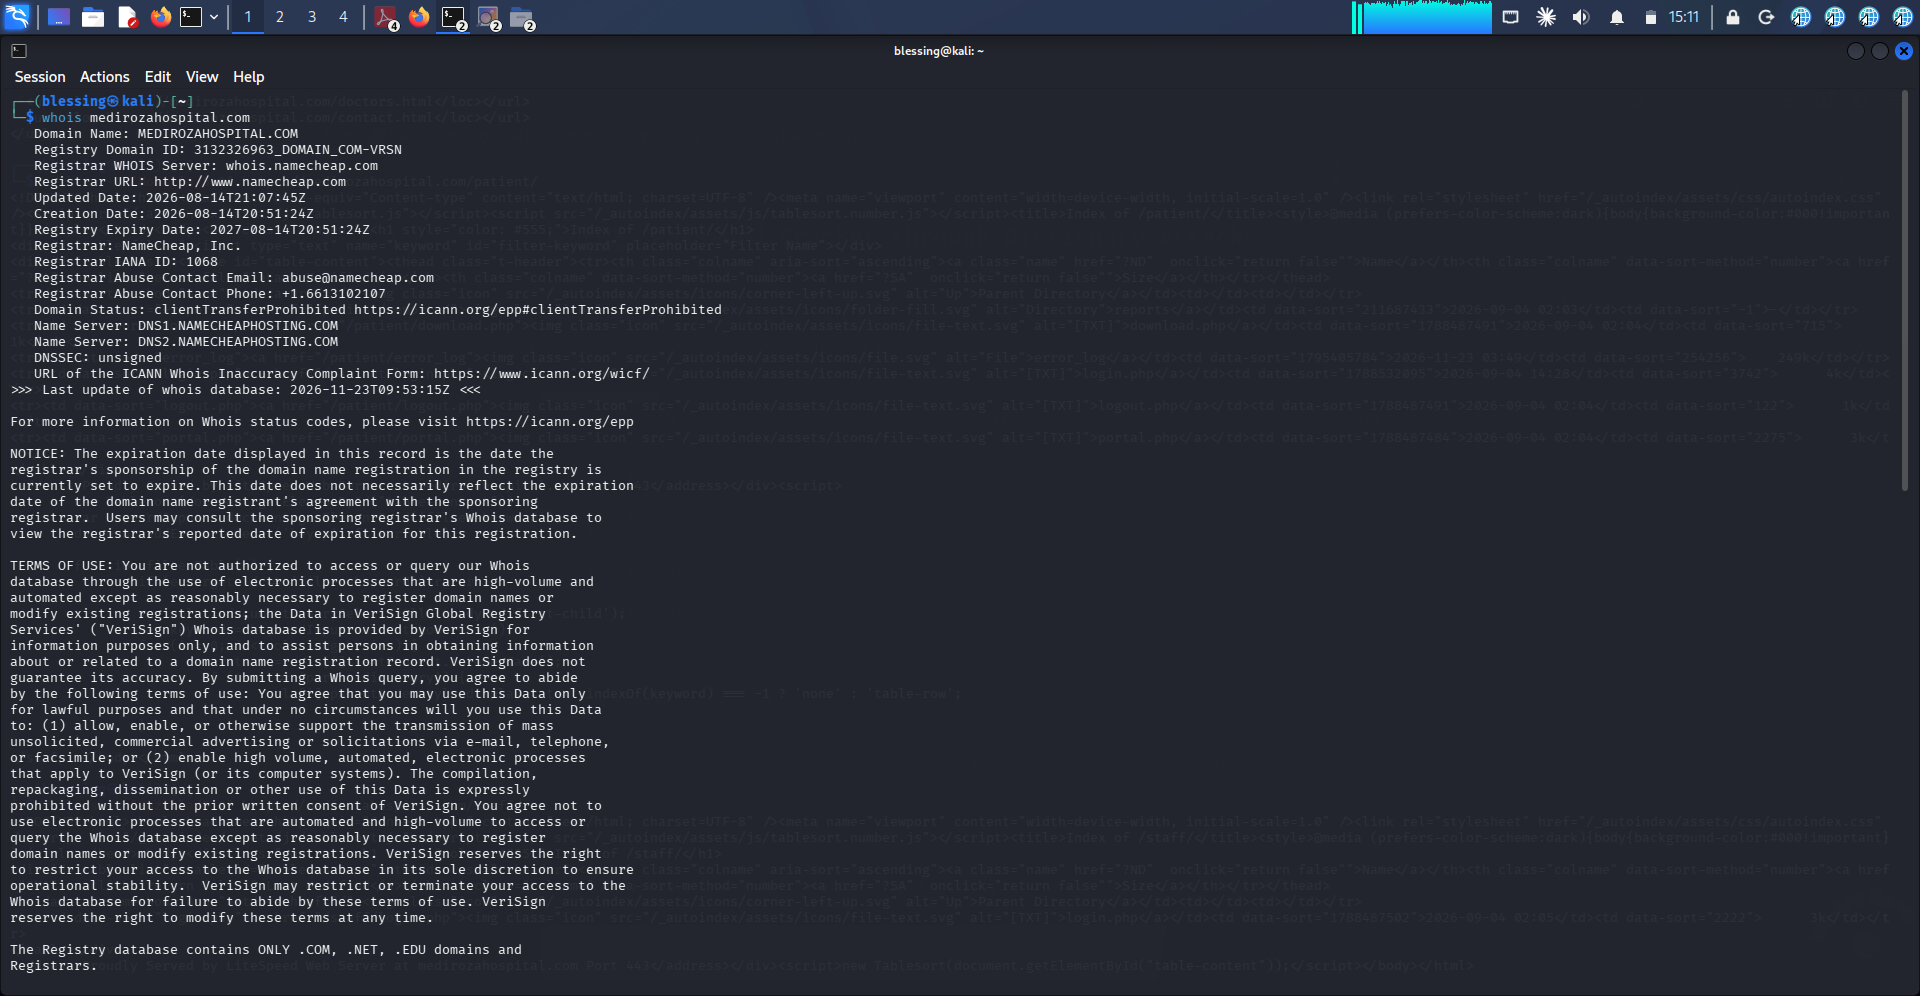 1 2 3 4 4 2 2 2 15:11
blessing@kali: ~
Session Actions Edit View Help
┌──(blessing㉿kali)-[~]
└─$ whois medirozahospital.com
Domain Name: MEDIROZAHOSPITAL.COM
Registry Domain ID: 3132326963_DOMAIN_COM-VRSN
Registrar WHOIS Server: whois.namecheap.com
Registrar URL: http://www.namecheap.com
Updated Date: 2026-08-14T21:07:45Z
Creation Date: 2026-08-14T20:51:24Z
Registry Expiry Date: 2027-08-14T20:51:24Z
Registrar: NameCheap, Inc.
Registrar IANA ID: 1068
Registrar Abuse Contact Email: abuse@namecheap.com
Registrar Abuse Contact Phone: +1.6613102107
Domain Status: clientTransferProhibited https://icann.org/epp#clientTransferProhibited
Name Server: DNS1.NAMECHEAPHOSTING.COM
Name Server: DNS2.NAMECHEAPHOSTING.COM
DNSSEC: unsigned
URL of the ICANN Whois Inaccuracy Complaint Form: https://www.icann.org/wicf/
>>> Last update of whois database: 2026-11-23T09:53:15Z <<<
For more information on Whois status codes, please visit https://icann.org/epp
NOTICE: The expiration date displayed in this record is the date the
registrar's sponsorship of the domain name registration in the registry is
currently set to expire. This date does not necessarily reflect the expiration
date of the domain name registrant's agreement with the sponsoring
registrar.  Users may consult the sponsoring registrar's Whois database to
view the registrar's reported date of expiration for this registration.
TERMS OF USE: You are not authorized to access or query our Whois
database through the use of electronic processes that are high-volume and
automated except as reasonably necessary to register domain names or
modify existing registrations; the Data in VeriSign Global Registry
Services' ("VeriSign") Whois database is provided by VeriSign for
information purposes only, and to assist persons in obtaining information
about or related to a domain name registration record. VeriSign does not
guarantee its accuracy. By submitting a Whois query, you agree to abide
by the following terms of use: You agree that you may use this Data only
for lawful purposes and that under no circumstances will you use this Data
to: (1) allow, enable, or otherwise support the transmission of mass
unsolicited, commercial advertising or solicitations via e-mail, telephone,
or facsimile; or (2) enable high volume, automated, electronic processes
that apply to VeriSign (or its computer systems). The compilation,
repackaging, dissemination or other use of this Data is expressly
prohibited without the prior written consent of VeriSign. You agree not to
use electronic processes that are automated and high-volume to access or
query the Whois database except as reasonably necessary to register
domain names or modify existing registrations. VeriSign reserves the right
to restrict your access to the Whois database in its sole discretion to ensure
operational stability.  VeriSign may restrict or terminate your access to the
Whois database for failure to abide by these terms of use. VeriSign
reserves the right to modify these terms at any time.
The Registry database contains ONLY .COM, .NET, .EDU domains and
Registrars.